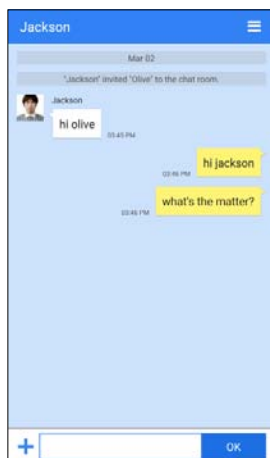 Jackson
Mar 02
'Jackson' invited 'Olive' to the chat room.
Jackson
hi olive
03:45 PM
hi jackson
03:46 PM
what's the matter?
03:46 PM
OK